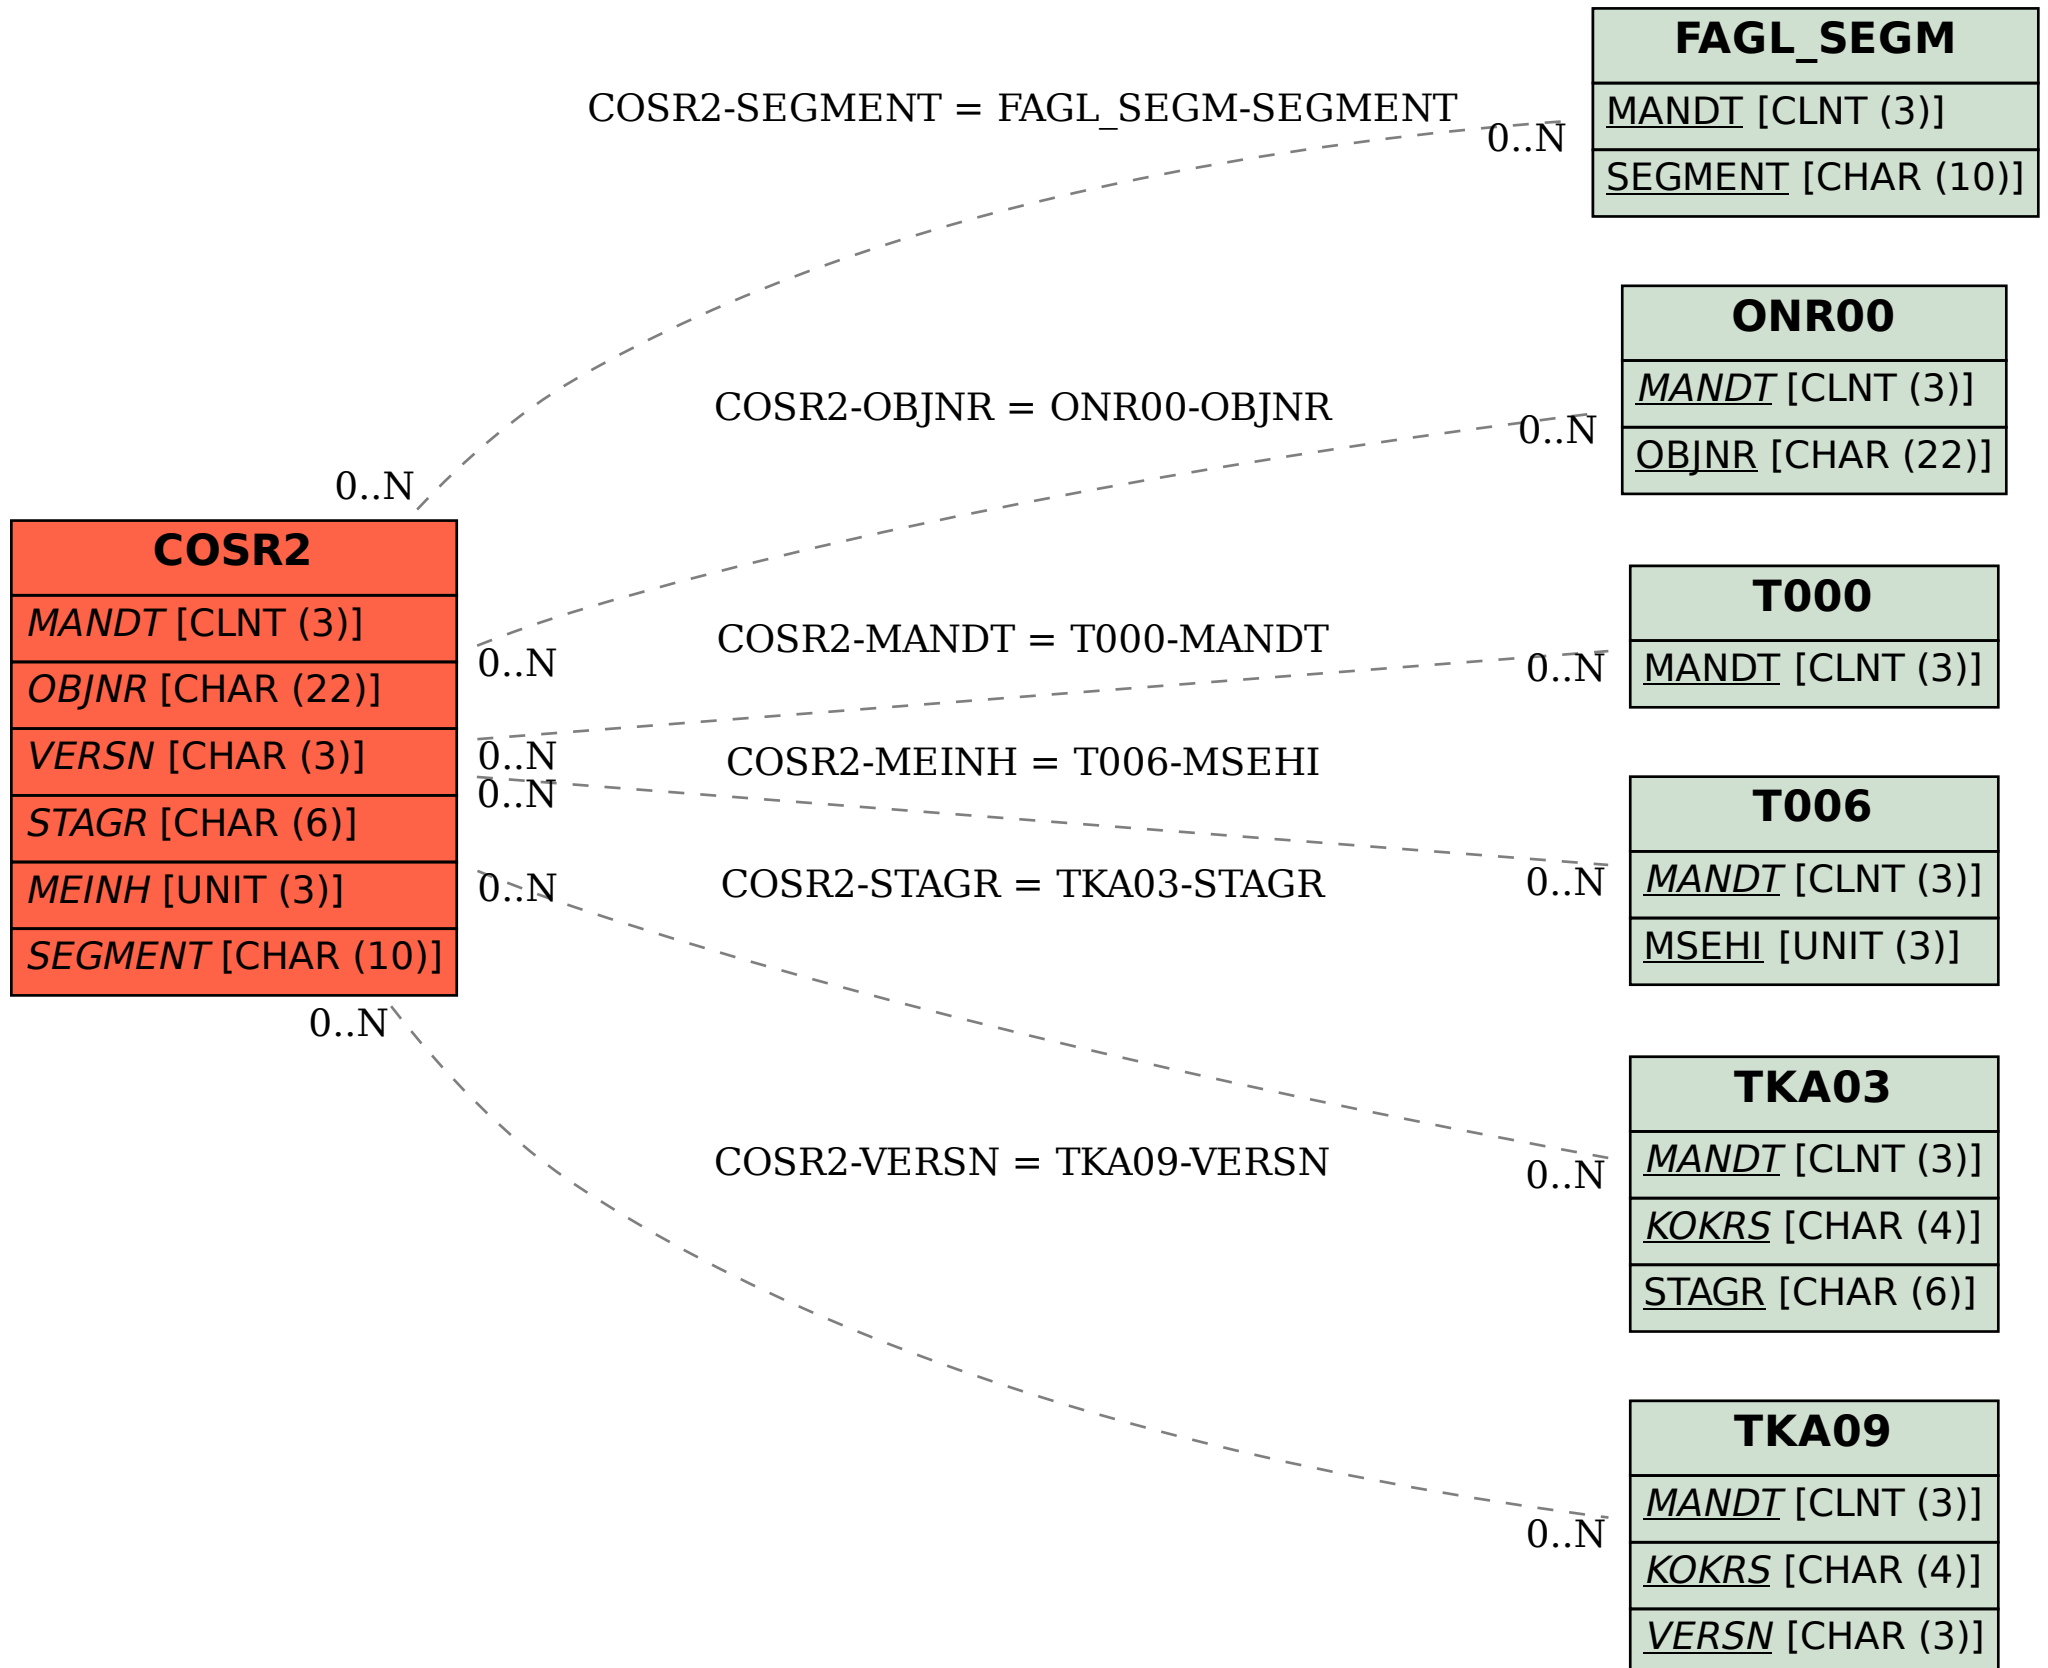 FAGL_SEGM
MANDT [CLNT (3)]
SEGMENT [CHAR (10)]
COSR2-SEGMENT = FAGL_SEGM-SEGMENT
0..N
0..N
ONR00
MANDT [CLNT (3)]
OBJNR [CHAR (22)]
COSR2-OBJNR = ONR00-OBJNR
0..N
0..N
COSR2
MANDT [CLNT (3)]
OBJNR [CHAR (22)]
VERSN [CHAR (3)]
STAGR [CHAR (6)]
MEINH [UNIT (3)]
SEGMENT [CHAR (10)]
T000
MANDT [CLNT (3)]
COSR2-MANDT = T000-MANDT
0..N
0..N
T006
MANDT [CLNT (3)]
MSEHI [UNIT (3)]
COSR2-MEINH = T006-MSEHI
0..N
0..N
TKA03
MANDT [CLNT (3)]
KOKRS [CHAR (4)]
STAGR [CHAR (6)]
COSR2-STAGR = TKA03-STAGR
0..N
0..N
TKA09
MANDT [CLNT (3)]
KOKRS [CHAR (4)]
VERSN [CHAR (3)]
COSR2-VERSN = TKA09-VERSN
0..N
0..N